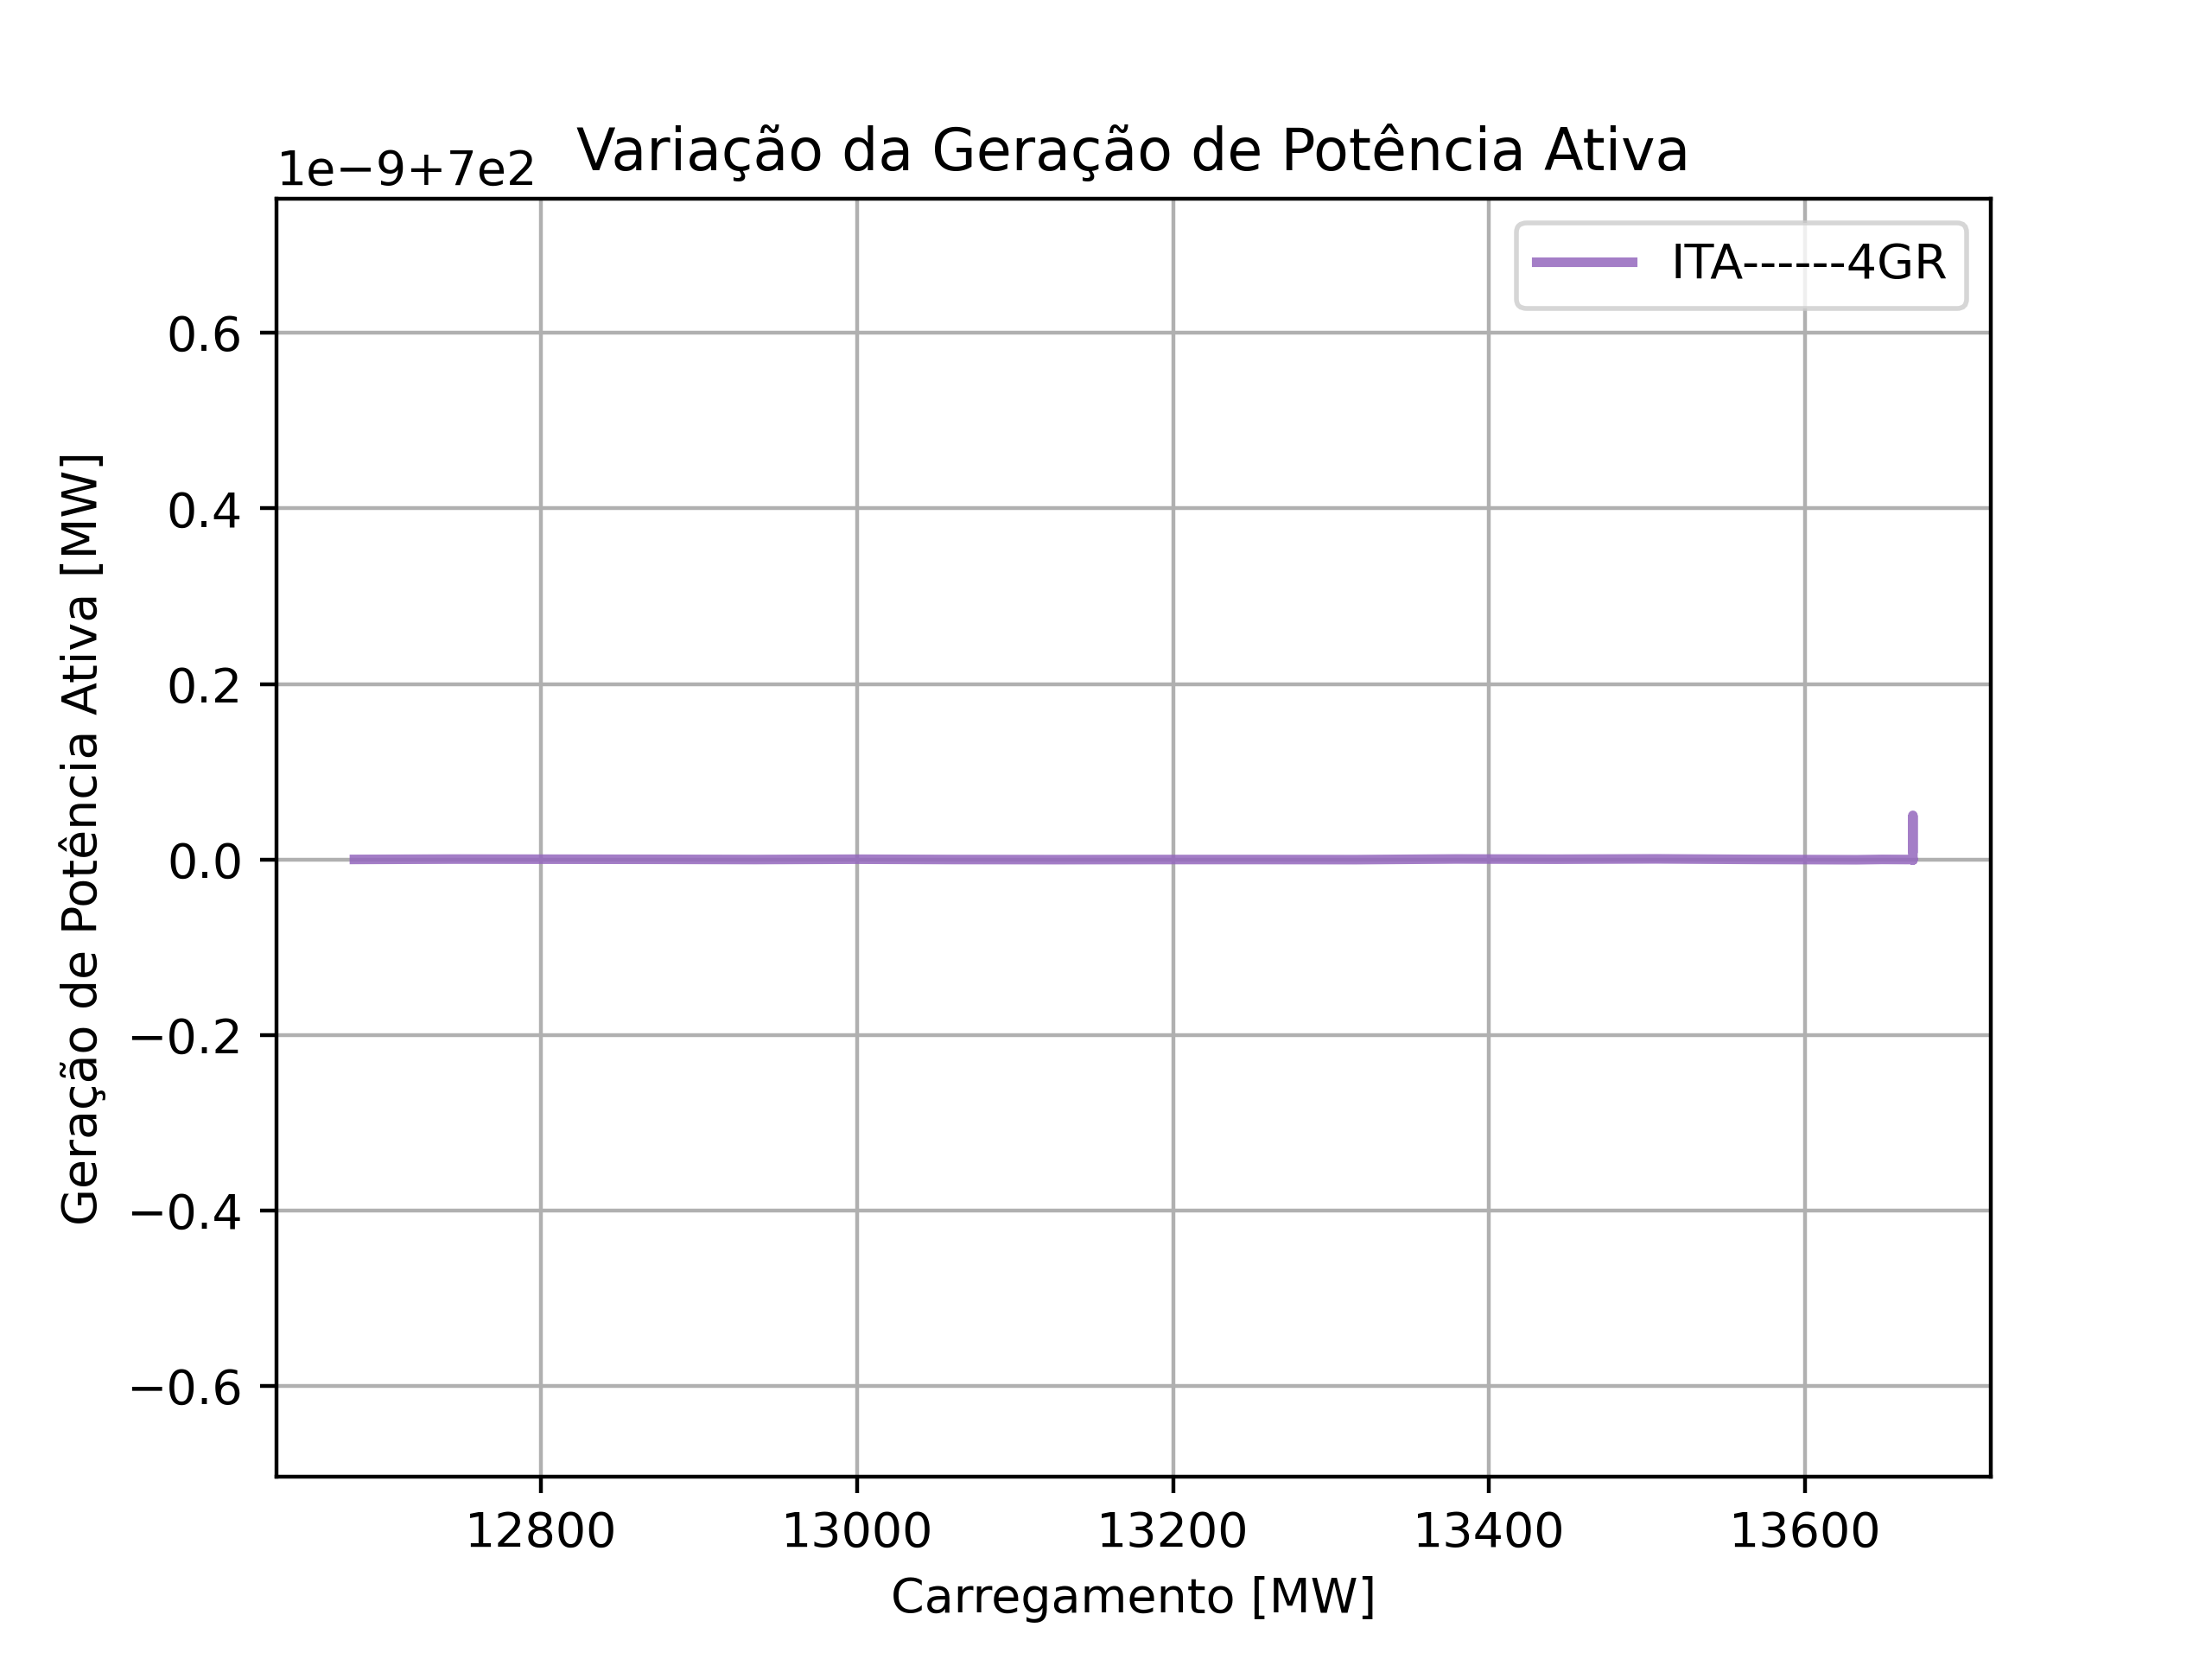 Variação da Geração de Potência Ativa
1e−9+7e2
ITA------4GR
0.6
0.4
0.2
0.0
−0.2
−0.4
−0.6
Geração de Potência Ativa [MW]
12800 13000 13200 13400 13600
Carregamento [MW]